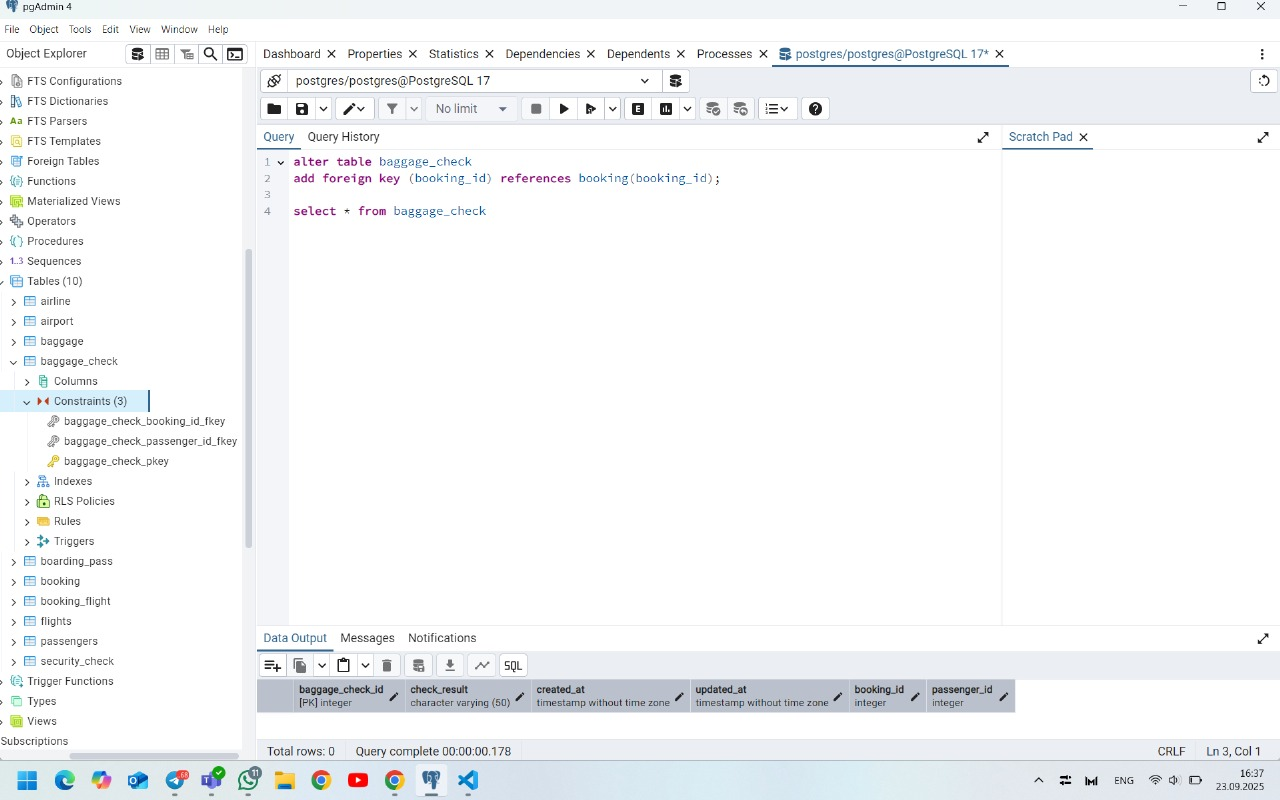 pgAdmin 4
File Object Tools Edit View Window Help
Object Explorer
Dashboard Properties Statistics Dependencies Dependents Processes postgres/postgres@PostgreSQL 17*
postgres/postgres@PostgreSQL 17
No limit
E
Query Query History
Scratch Pad
1 alter table baggage_check
2 add foreign key (booking_id) references booking(booking_id);
3
4 select * from baggage_check
FTS Configurations
FTS Dictionaries
Aa FTS Parsers
FTS Templates
Foreign Tables
Functions
Materialized Views
Operators
Procedures
1..3 Sequences
Tables (10)
airline
airport
baggage
baggage_check
Columns
Constraints (3)
baggage_check_booking_id_fkey
baggage_check_passenger_id_fkey
baggage_check_pkey
Indexes
RLS Policies
Rules
Triggers
boarding_pass
booking
booking_flight
flights
passengers
security_check
Trigger Functions
Types
Views
Subscriptions
Data Output Messages Notifications
SQL
baggage_check_id check_result created_at updated_at booking_id passenger_id
[PK] integer character varying (50) timestamp without time zone timestamp without time zone integer integer
Total rows: 0 Query complete 00:00:00.178 CRLF Ln 3, Col 1
68 11 ENG 16:37
23.09.2025